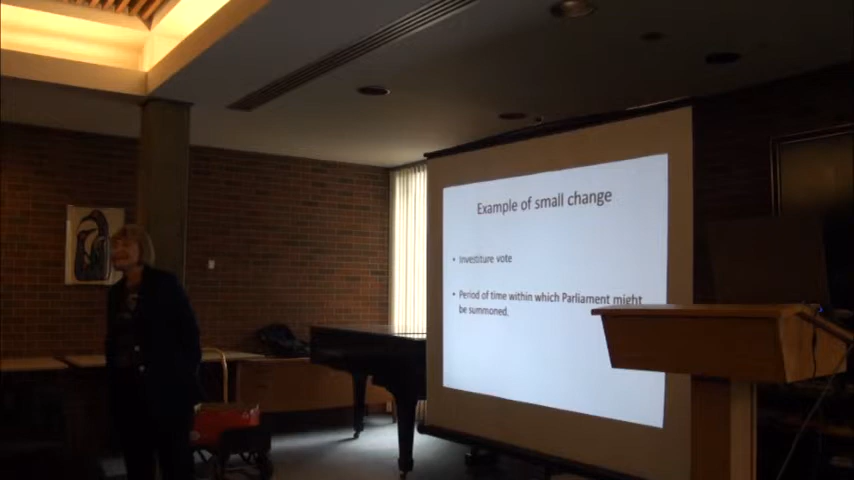 Example of small change
• Investiture vote
• Period of time within which Parliament might
be summoned.